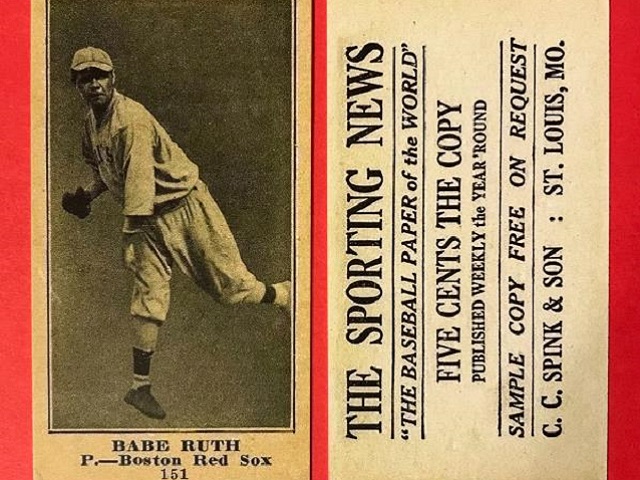 BABE RUTH
P.—Boston Red Sox
151
THE SPORTING NEWS
"THE BASEBALL PAPER of the WORLD"
FIVE CENTS THE COPY
PUBLISHED WEEKLY the YEAR 'ROUND
SAMPLE COPY FREE ON REQUEST
C. C. SPINK & SON : ST. LOUIS, MO.